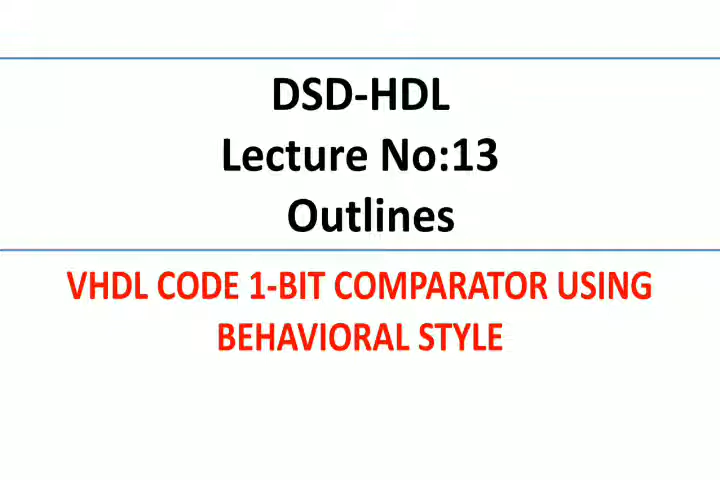 DSD-HDL
Lecture No:13
Outlines
VHDL CODE 1-BIT COMPARATOR USING
BEHAVIORAL STYLE